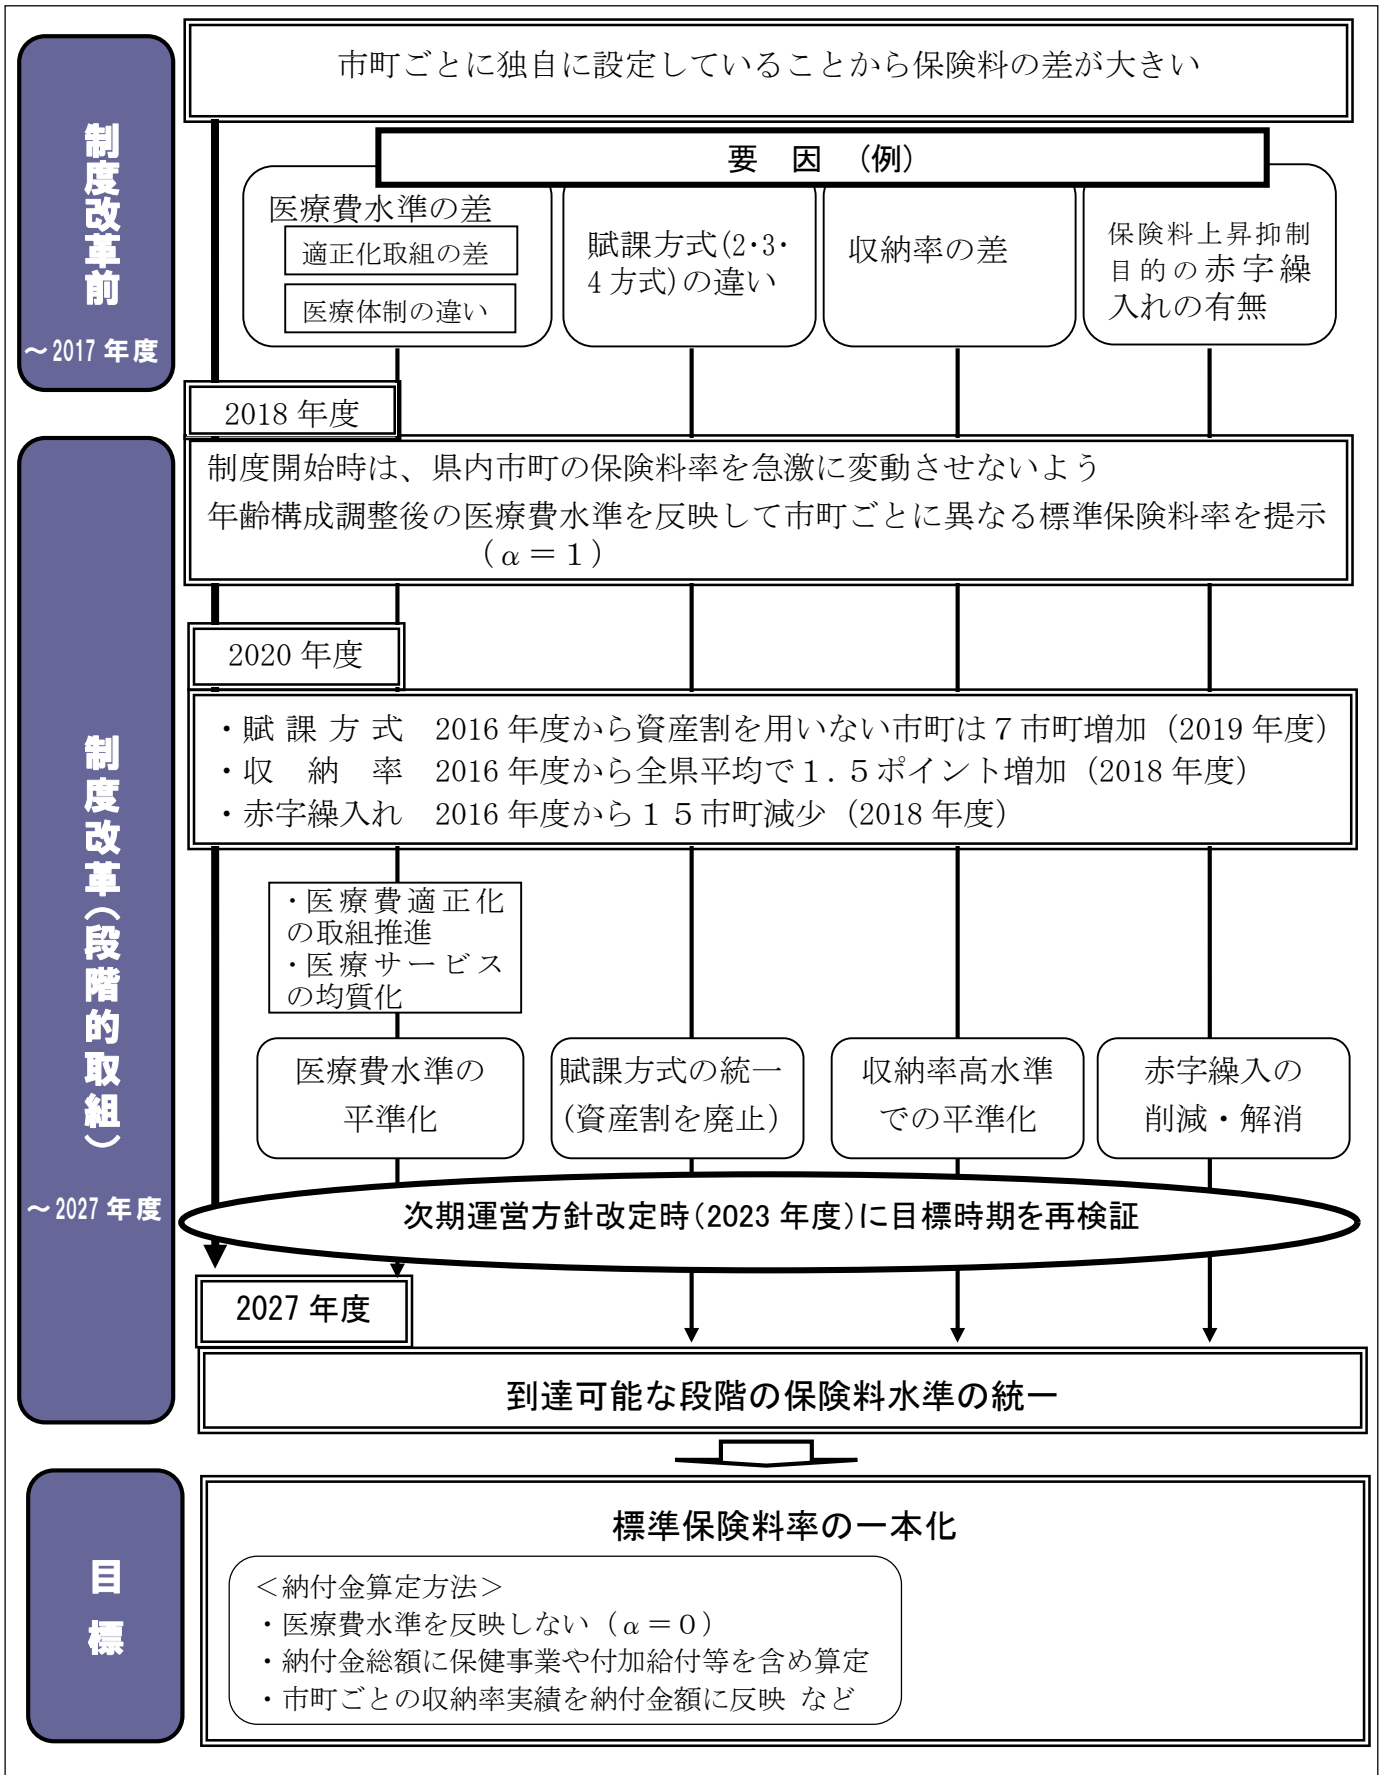 制度改革前
～2017年度
市町ごとに独自に設定していることから保険料の差が大きい
要　因　（例）
医療費水準の差
適正化取組の差
医療体制の違い
賦課方式(2・3・
4方式)の違い
収納率の差
保険料上昇抑制
目的の赤字繰
入れの有無
2018年度
制度改革（段階的取組）
～2027年度
制度開始時は、県内市町の保険料率を急激に変動させないよう
年齢構成調整後の医療費水準を反映して市町ごとに異なる標準保険料率を提示
（α＝１）
2020年度
・賦課方式　2016年度から資産割を用いない市町は７市町増加（2019年度）
・収　納　率　2016年度から全県平均で１.５ポイント増加（2018年度）
・赤字繰入れ　2016年度から１５市町減少（2018年度）
・医療費適正化
の取組推進
・医療サービス
の均質化
医療費水準の
平準化
賦課方式の統一
(資産割を廃止)
収納率高水準
での平準化
赤字繰入の
削減・解消
次期運営方針改定時（2023年度）に目標時期を再検証
2027年度
到達可能な段階の保険料水準の統一
目標
標準保険料率の一本化
＜納付金算定方法＞
・医療費水準を反映しない（α＝０）
・納付金総額に保健事業や付加給付等を含め算定
・市町ごとの収納率実績を納付金額に反映 など